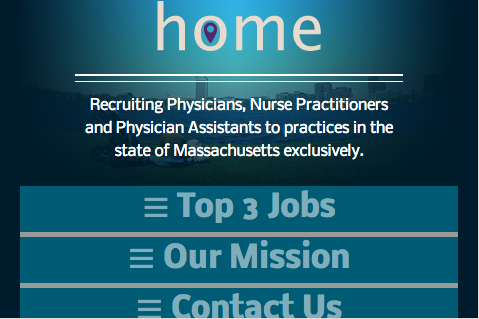 home
Recruiting Physicians, Nurse Practitioners
and Physician Assistants to practices in the
state of Massachusetts exclusively.
Top 3 Jobs
Our Mission
Contact Us